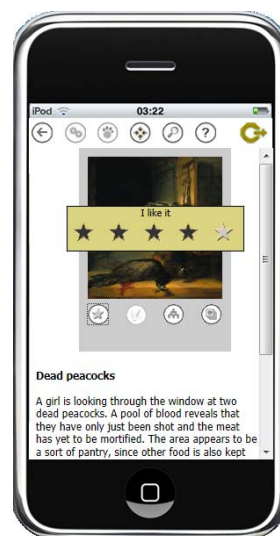 iPod 03:22
?
I like it
Dead peacocks
A girl is looking through the window at two
dead peacocks. A pool of blood reveals that
they have only just been shot and the meat
has yet to be mortified. The area appears to be
a sort of pantry, since other food is also kept